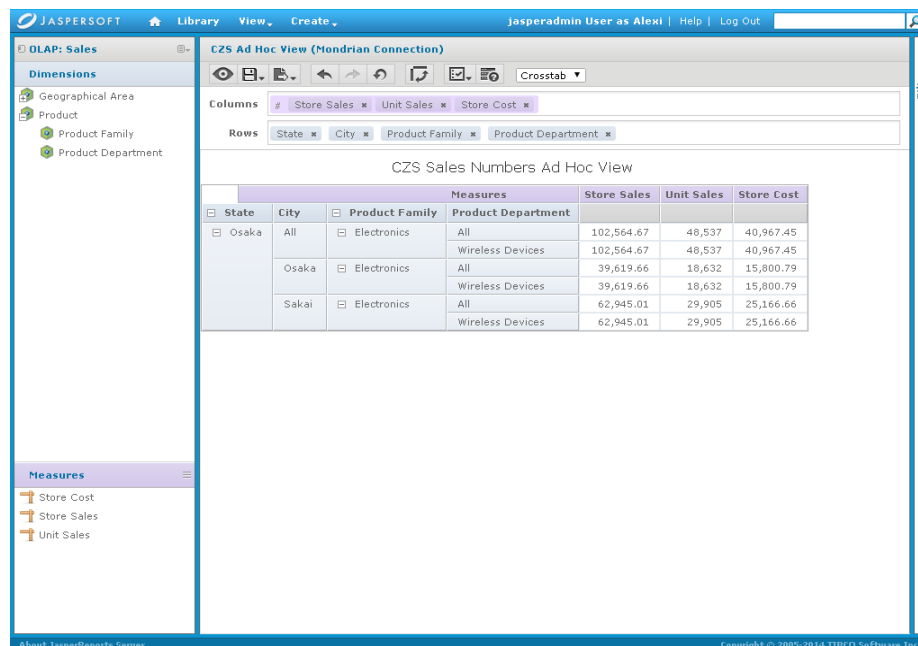 JASPERSOFT Library View Create jasperadmin User as Alexi | Help | Log Out
OLAP: Sales
CZS Ad Hoc View (Mondrian Connection)
Dimensions
Crosstab
Geographical Area
Product
Product Family
Product Department
Columns # Store Sales × Unit Sales × Store Cost ×
Rows State × City × Product Family × Product Department ×
CZS Sales Numbers Ad Hoc View
Measures Store Sales Unit Sales Store Cost
State City Product Family Product Department
Osaka All Electronics All 102,564.67 48,537 40,967.45
Wireless Devices 102,564.67 48,537 40,967.45
Osaka Electronics All 39,619.66 18,632 15,800.79
Wireless Devices 39,619.66 18,632 15,800.79
Sakai Electronics All 62,945.01 29,905 25,166.66
Wireless Devices 62,945.01 29,905 25,166.66
Measures
Store Cost
Store Sales
Unit Sales
About JasperReports Server Copyright © 2005-2014 TIBCO Software Inc